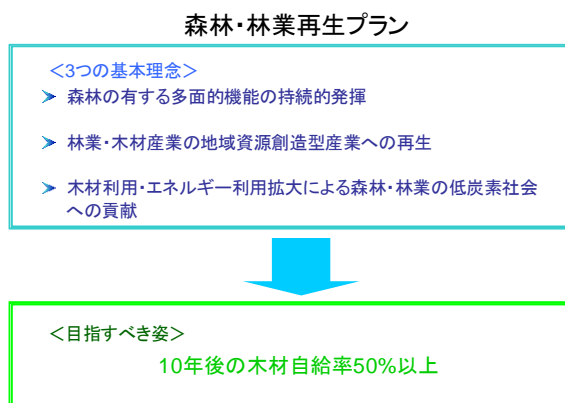 森林・林業再生プラン
＜3つの基本理念＞
➢ 森林の有する多面的機能の持続的発揮
➢ 林業・木材産業の地域資源創造型産業への再生
➢ 木材利用・エネルギー利用拡大による森林・林業の低炭素社会
への貢献
＜目指すべき姿＞
10年後の木材自給率50%以上